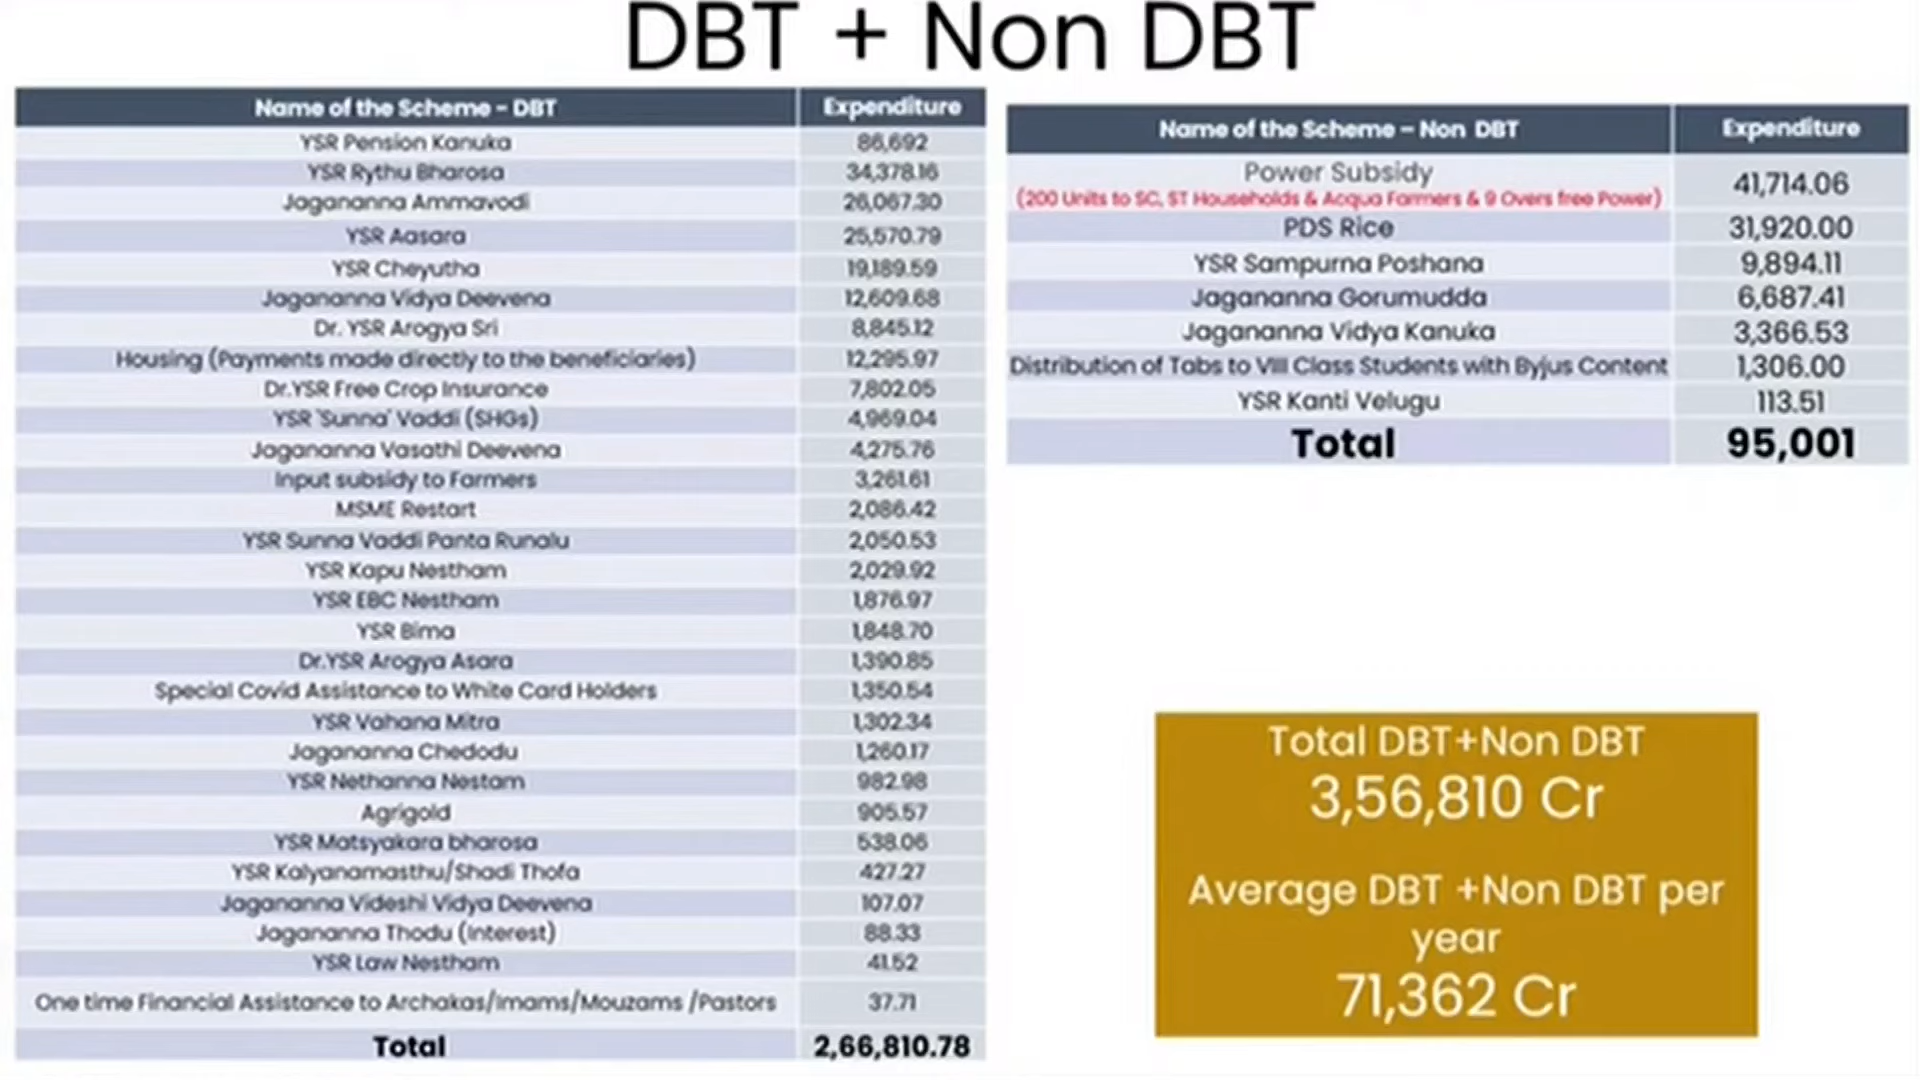 DBT + Non DBT
Name of the Scheme - DBT Expenditure
YSR Pension Kanuka 86,692
YSR Rythu Bharosa 34,378.16
Jagananna Ammavodi 26,067.30
YSR Aasara 25,570.79
YSR Cheyutha 19,189.59
Jagananna Vidya Deevena 12,609.68
Dr. YSR Arogya Sri 8,845.12
Housing (Payments made directly to the beneficiaries) 12,295.97
Dr.YSR Free Crop Insurance 7,802.05
YSR 'Sunna' Vaddi (SHGs) 4,969.04
Jagananna Vasathi Deevena 4,275.76
Input subsidy to Farmers 3,261.61
MSME Restart 2,086.42
YSR Sunna Vaddi Panta Runalu 2,050.53
YSR Kapu Nestham 2,029.92
YSR EBC Nestham 1,876.97
YSR Bima 1,848.70
Dr.YSR Arogya Asara 1,390.85
Special Covid Assistance to White Card Holders 1,350.54
YSR Vahana Mitra 1,302.34
Jagananna Chedodu 1,260.17
YSR Nethanna Nestam 982.98
Agrigold 905.57
YSR Matsyakara bharosa 538.06
YSR Kalyanamasthu/Shadi Thofa 427.27
Jagananna Videshi Vidya Deevena 107.07
Jagananna Thodu (Interest) 88.33
YSR Law Nestham 41.52
One time Financial Assistance to Archakas/Imams/Mouzams /Pastors 37.71
Total 2,66,810.78
Name of the Scheme – Non DBT Expenditure
Power Subsidy 41,714.06
(200 Units to SC, ST Households & Acqua Farmers & 9 Overs free Power)
PDS Rice 31,920.00
YSR Sampurna Poshana 9,894.11
Jagananna Gorumudda 6,687.41
Jagananna Vidya Kanuka 3,366.53
Distribution of Tabs to VIII Class Students with Byjus Content 1,306.00
YSR Kanti Velugu 113.51
Total 95,001
Total DBT+Non DBT
3,56,810 Cr
Average DBT +Non DBT per
year
71,362 Cr